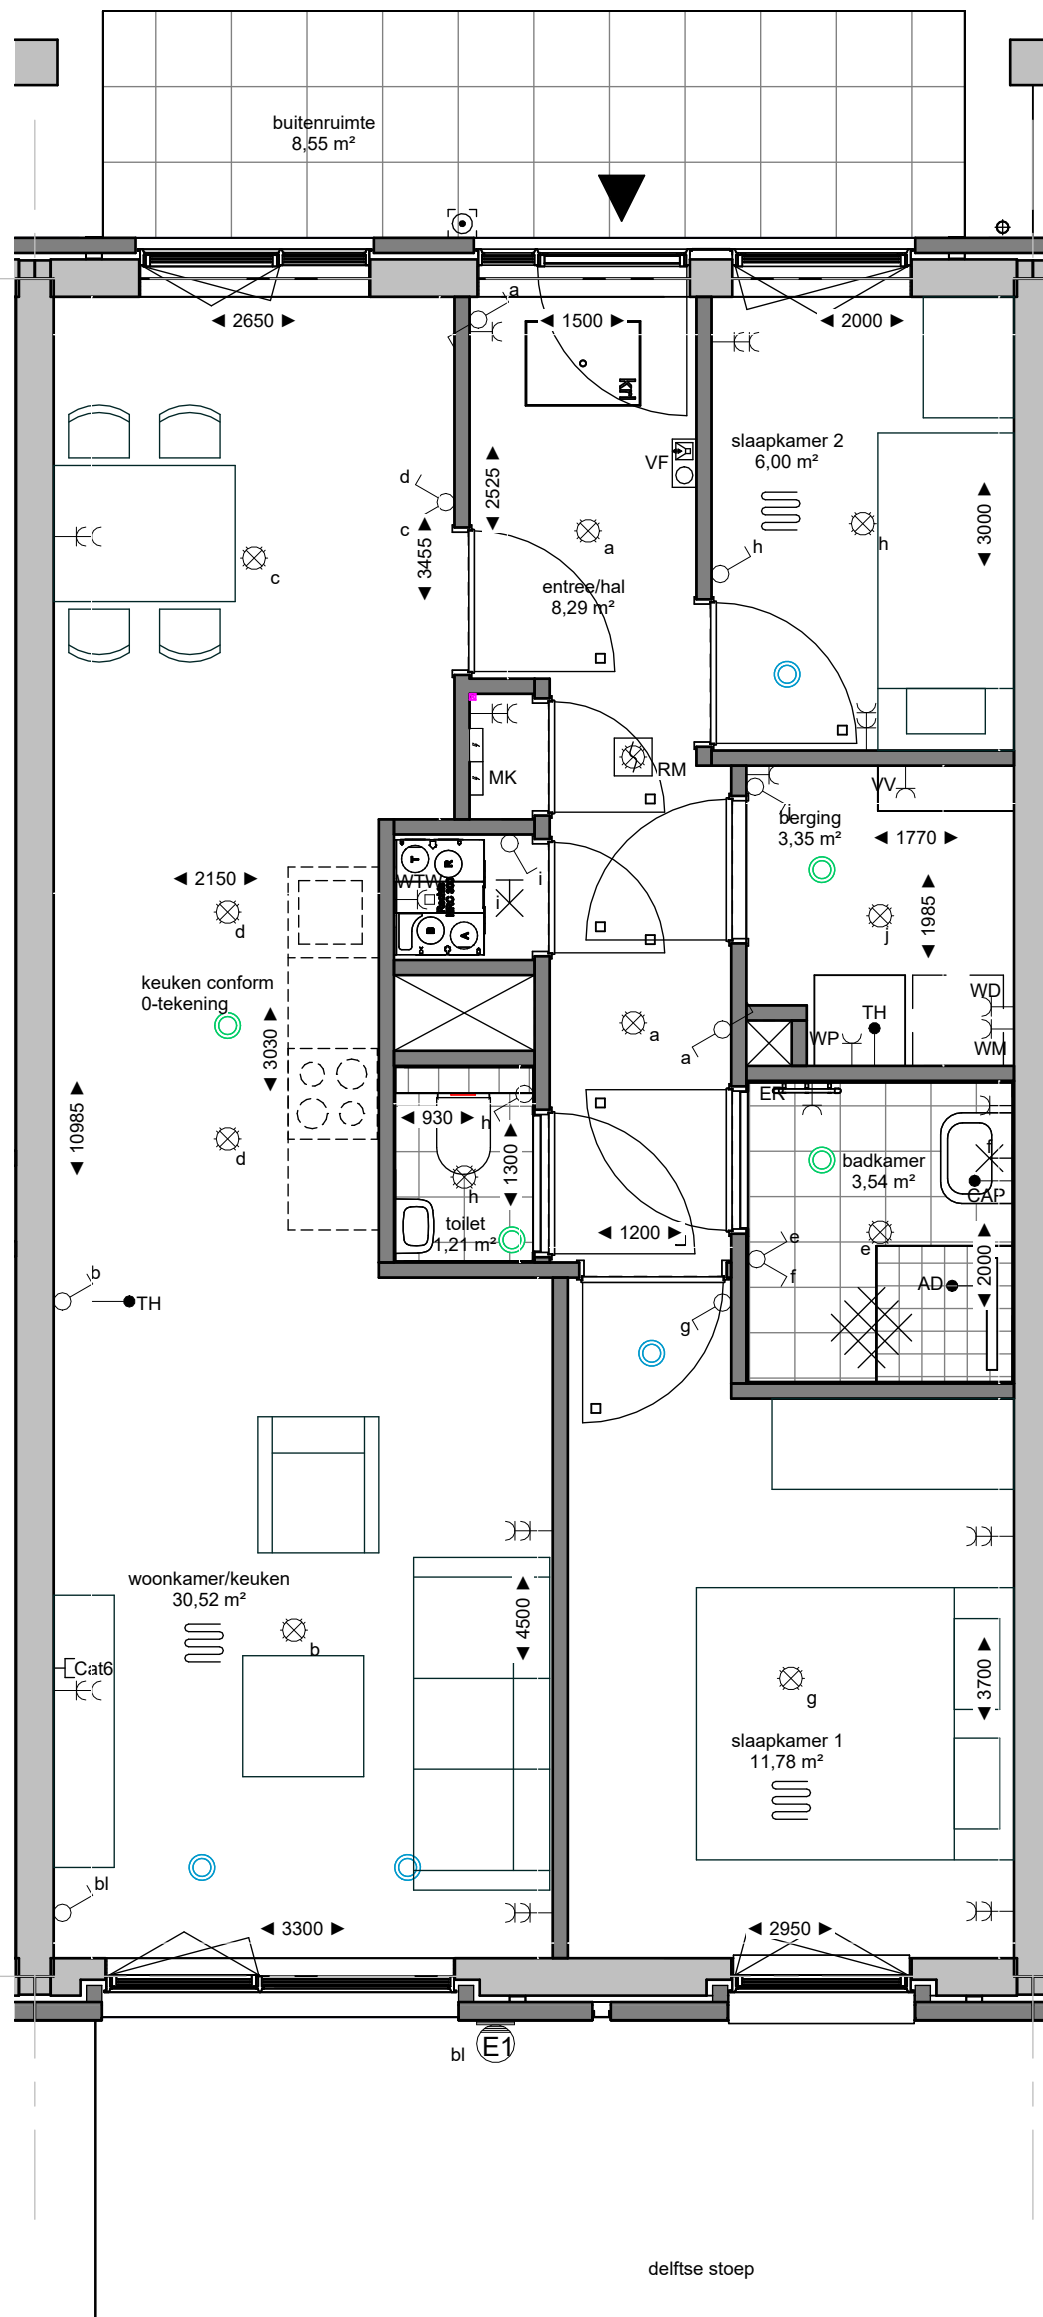 buitenruimte
8,55 m²
a
2650
1500
2000
krl
slaapkamer 2
6,00 m²
VF
d
2525
c
3455
3000
a
h
h
c
entree/hal
8,29 m²
MK
RM
VV
j
berging
3,35 m²
1770
2150
WTW
i
i
1985
d
j
T
R
B
A
keuken conform
0-tekening
WD
TH
a
3030
a
WP
WM
ER
10985
930
h
1300
f
d
badkamer
3,54 m²
CAP
h
toilet
1,21 m²
1200
e
e
2000
b
f
AD
TH
g
woonkamer/keuken
30,52 m²
4500
b
Cat6
3700
g
slaapkamer 1
11,78 m²
bl
3300
2950
bl
E1
delftse stoep